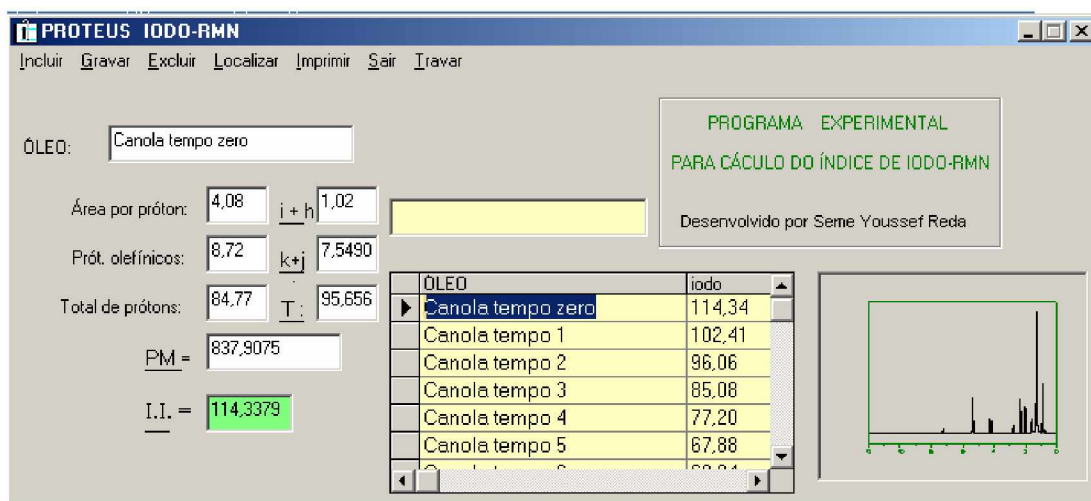 PROTEUS IODO-RMN
Incluir Gravar Excluir Localizar Imprimir Sair Travar
ÓLEO: Canola tempo zero
PROGRAMA EXPERIMENTAL
PARA CÁCULO DO ÍNDICE DE IODO-RMN
Desenvolvido por Seme Youssef Reda
Área por próton: 4,08 i + h 1,02
Prót. olefínicos: 8,72 k+j 7,5490
Total de prótons: 84,77 T : 95,656
PM = 837,9075
I.I. = 114,3379
ÓLEO iodo
Canola tempo zero 114,34
Canola tempo 1 102,41
Canola tempo 2 96,06
Canola tempo 3 85,08
Canola tempo 4 77,20
Canola tempo 5 67,88